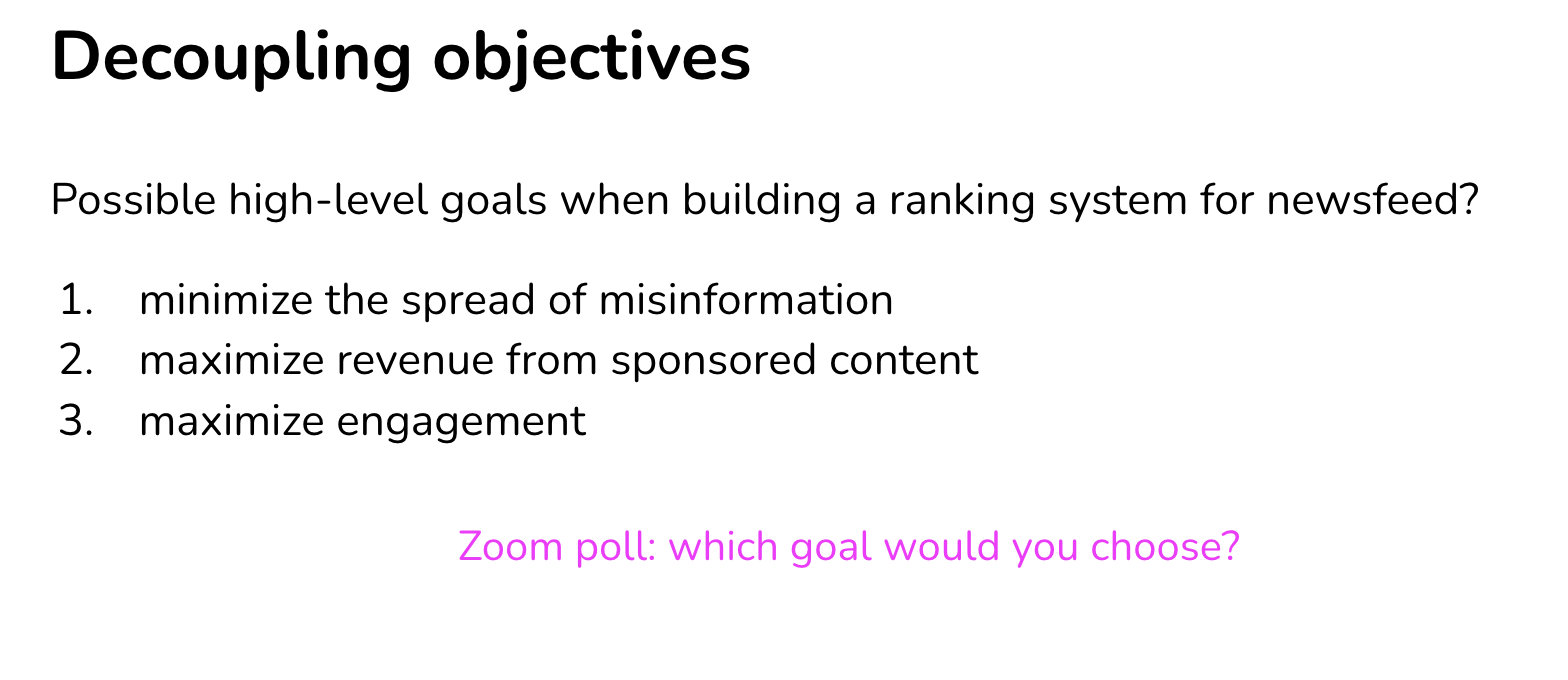 Decoupling objectives
Possible high-level goals when building a ranking system for newsfeed?
1. minimize the spread of misinformation
2. maximize revenue from sponsored content
3. maximize engagement
Zoom poll: which goal would you choose?